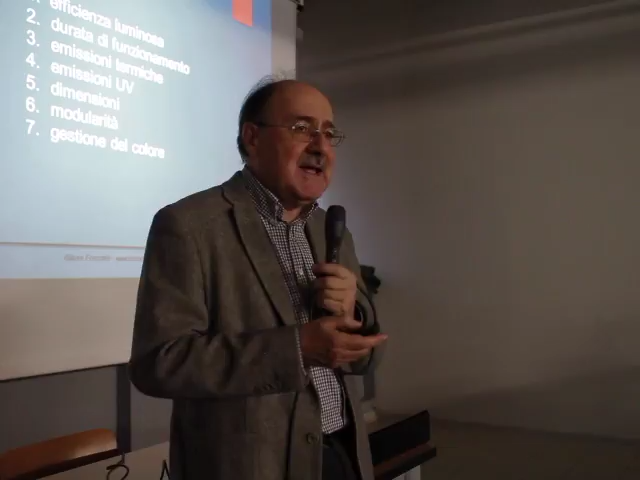 1. efficienza luminosa
2. durata di funzionamento
3. emissioni termiche
4. emissioni UV
5. dimensioni
6. modularità
7. gestione del colore